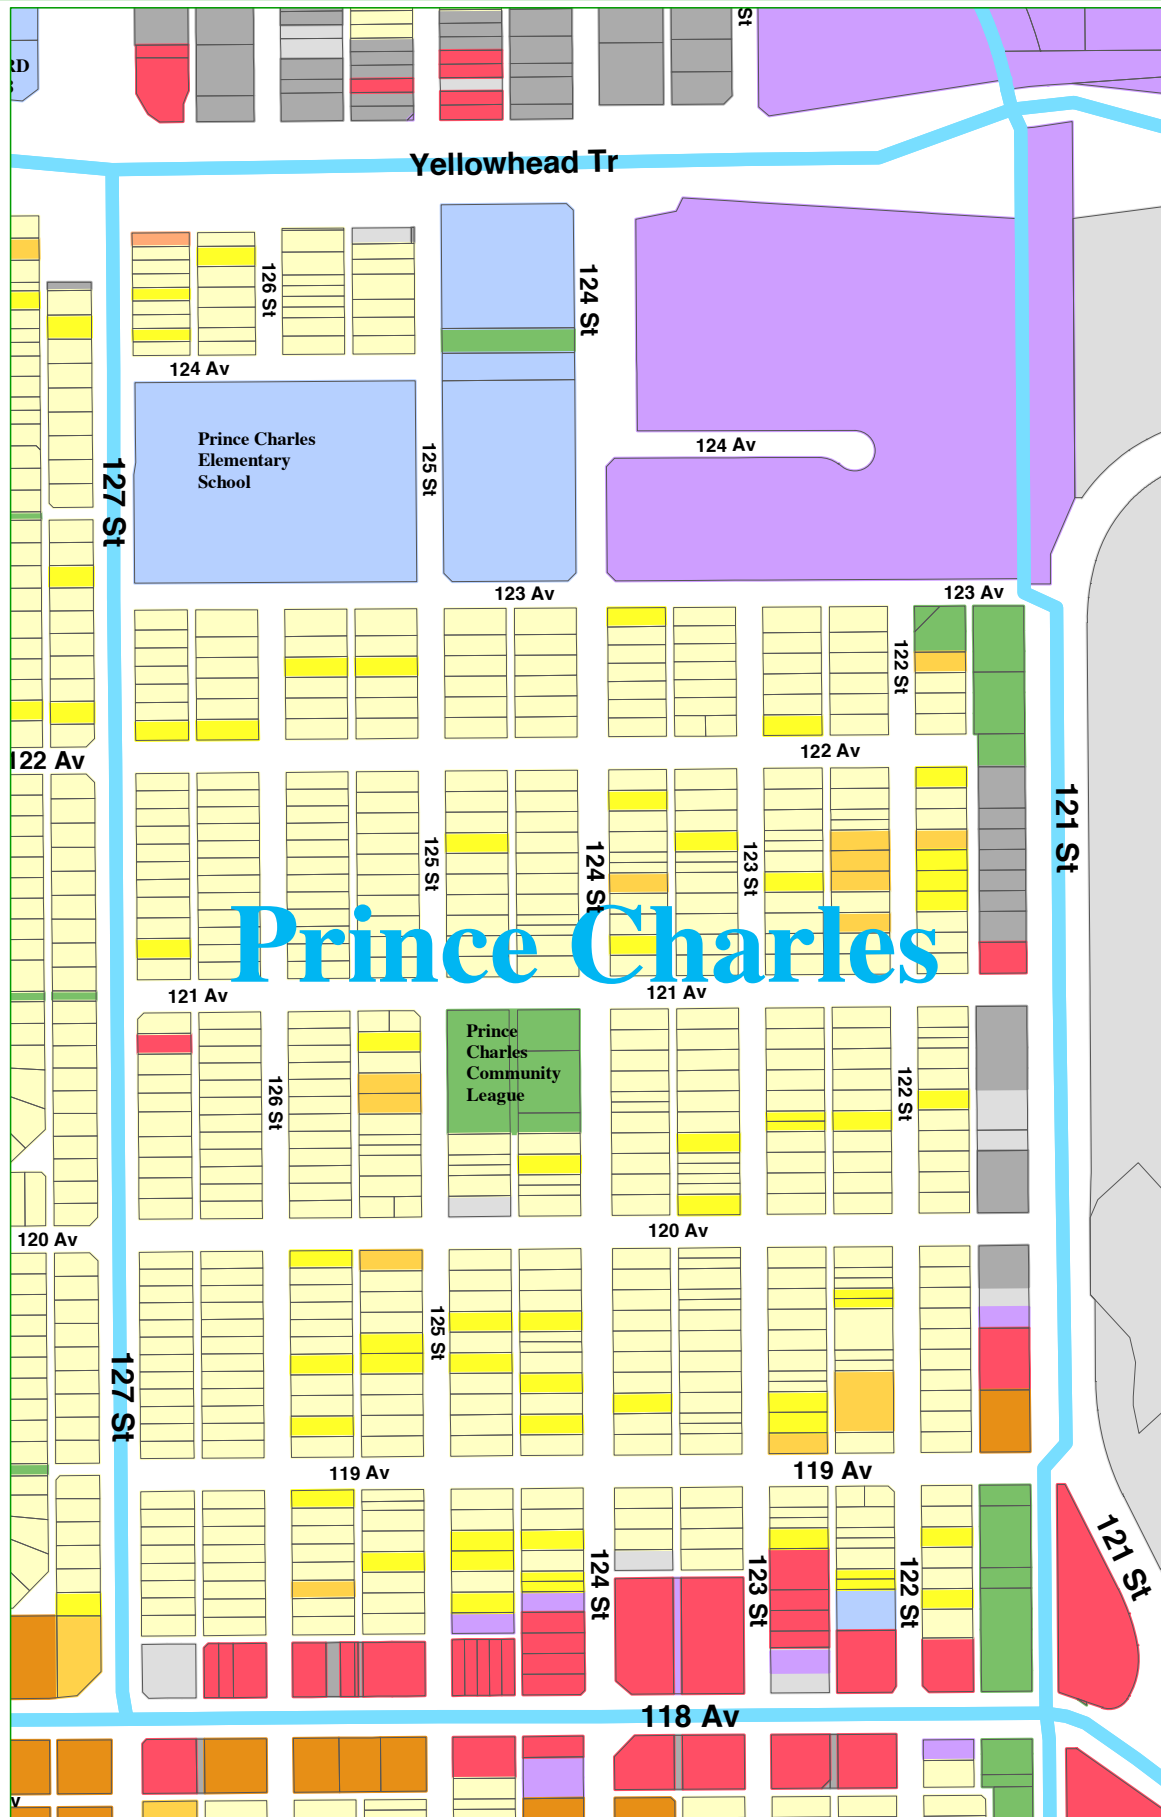 St
RD
Yellowhead Tr
126 St
124 St
124 Av
Prince Charles
Elementary
School
125 St
124 Av
127 St
123 Av
123 Av
122 St
122 Av
122 Av
121 St
125 St
124 St
123 St
Prince Charles
121 Av
121 Av
Prince
Charles
Community
League
126 St
122 St
120 Av
120 Av
125 St
127 St
119 Av
119 Av
124 St
123 St
122 St
121 St
118 Av